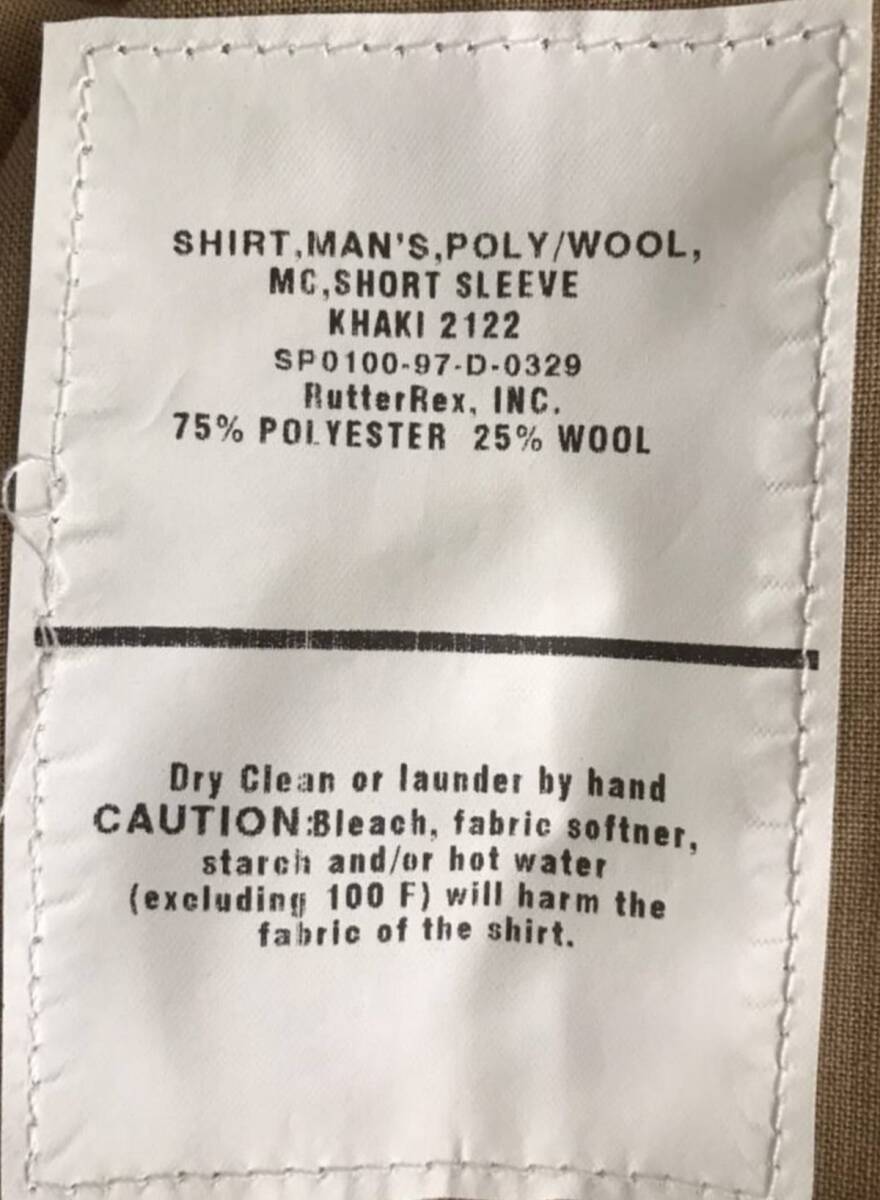 SHIRT,MAN'S,POLY/WOOL,
MC,SHORT SLEEVE
KHAKI 2122
SP0100-97-D-0329
RutterRex, INC.
75% POLYESTER 25% WOOL
Dry Clean or launder by hand
CAUTION:Bleach, fabric softner,
starch and/or hot water
(excluding 100 F) will harm the
fabric of the shirt.